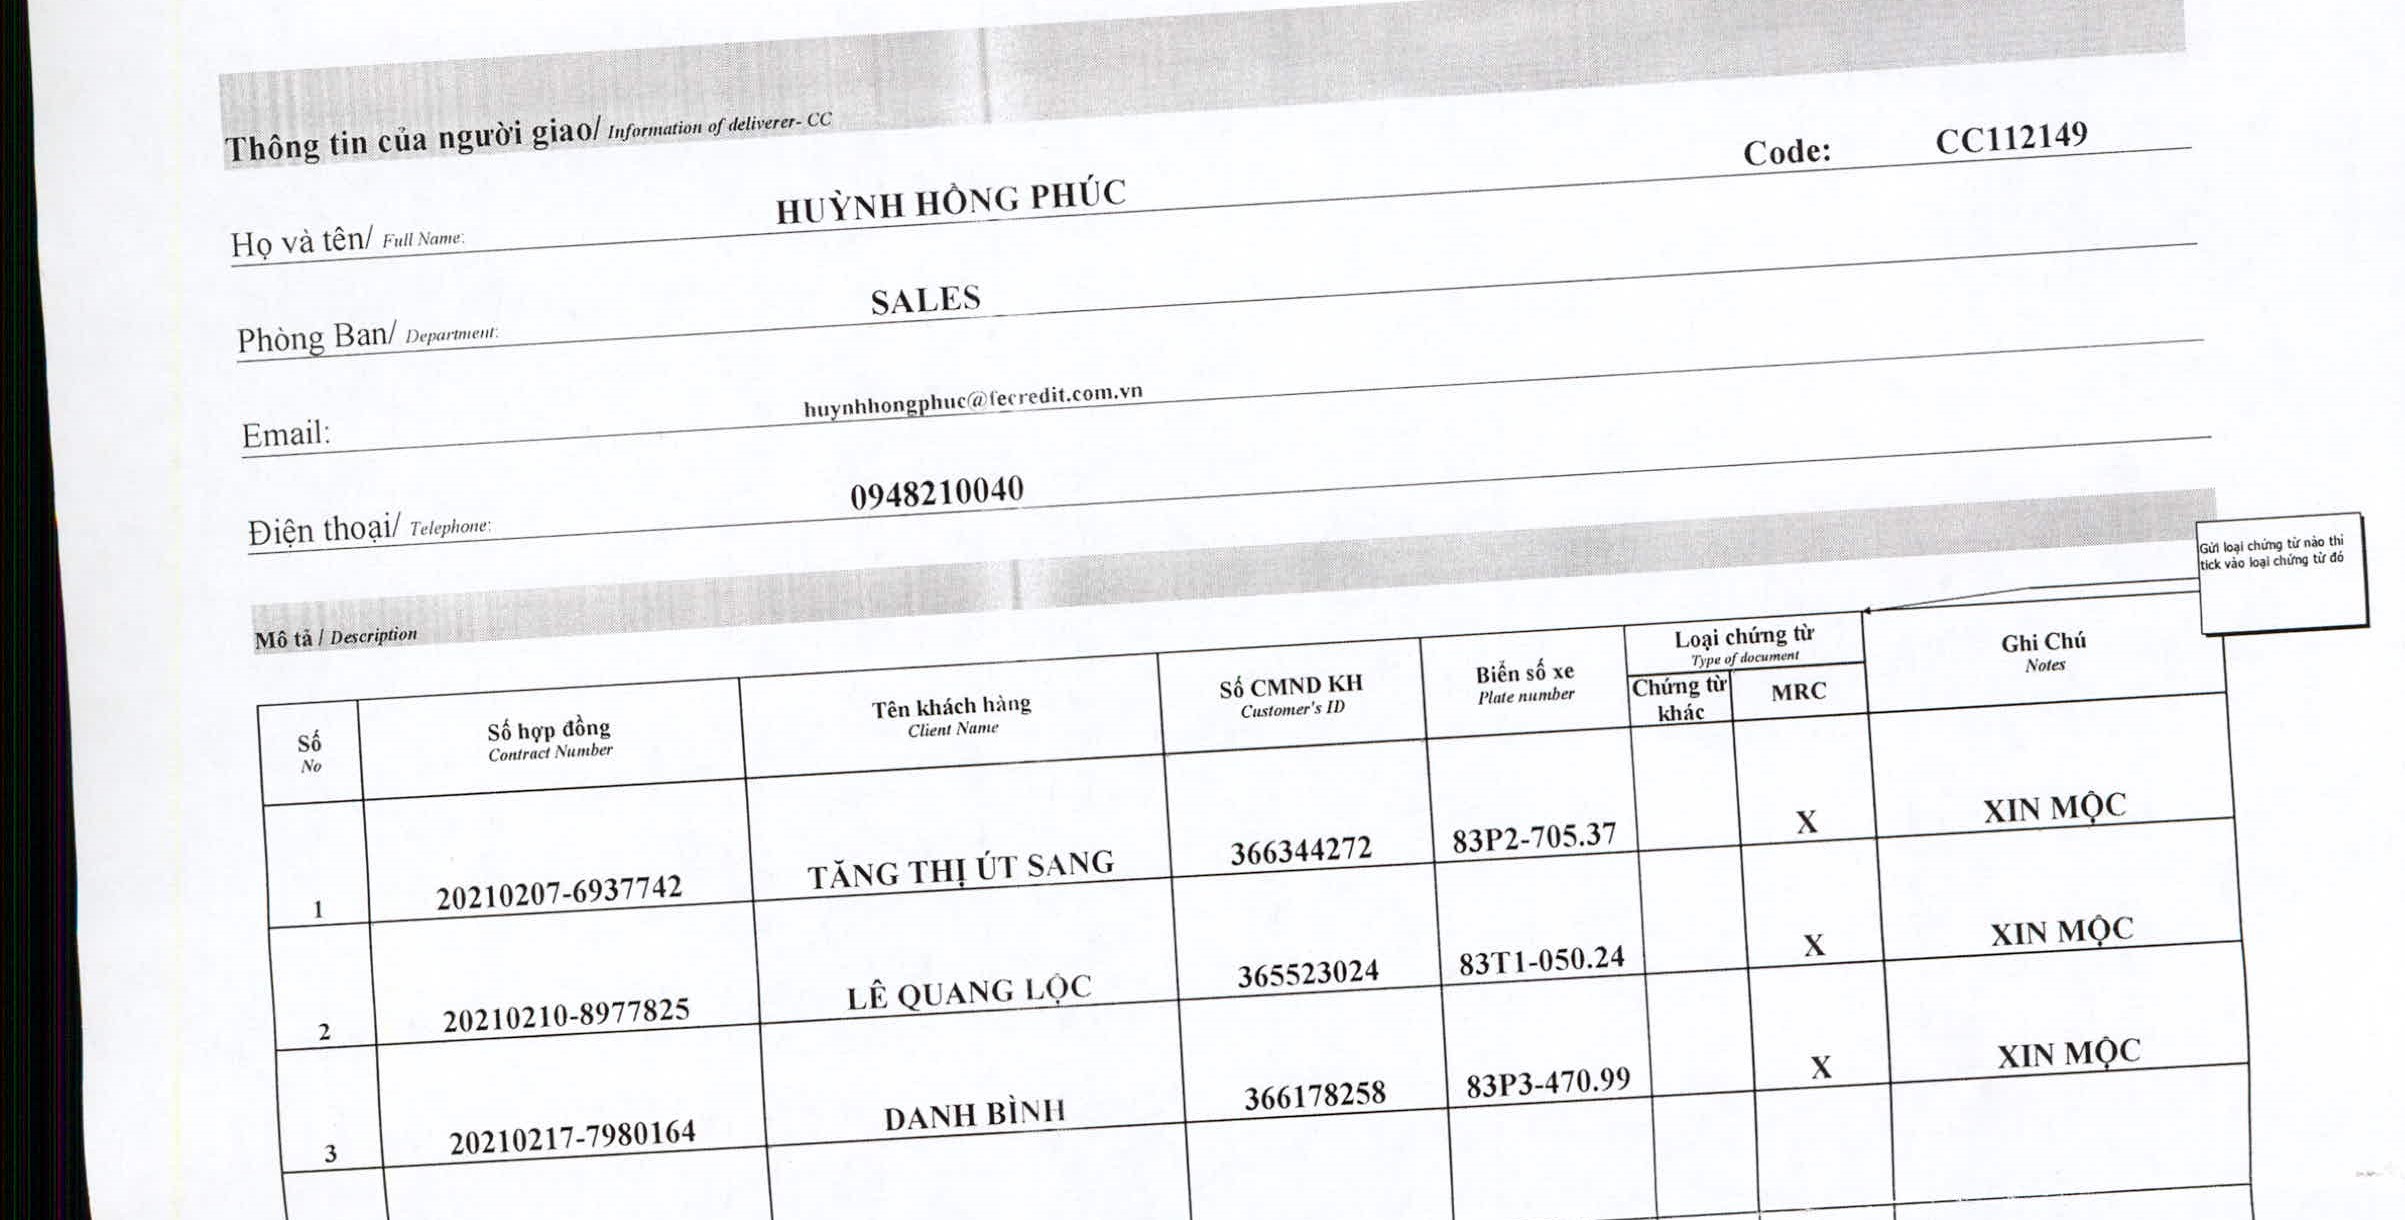 Thông tin của người giao/ Information of deliverer- CC
Họ và tên/ Full Name: HUỲNH HỒNG PHÚC Code: CC112149
Phòng Ban/ Department: SALES
Email: huynhhongphuc@fecredit.com.vn
Điện thoại/ Telephone: 0948210040
Gửi loại chứng từ nào thì
tick vào loại chứng từ đó
Mô tả / Description
Số
No
Số hợp đồng
Contract Number
Tên khách hàng
Client Name
Số CMND KH
Customer's ID
Biển số xe
Plate number
Loại chứng từ
Type of document
Chứng từ
khác
MRC
Ghi Chú
Notes
1 20210207-6937742 TĂNG THỊ ÚT SANG 366344272 83P2-705.37 X XIN MỘC
2 20210210-8977825 LÊ QUANG LỘC 365523024 83T1-050.24 X XIN MỘC
3 20210217-7980164 DANH BÌNH 366178258 83P3-470.99 X XIN MỘC